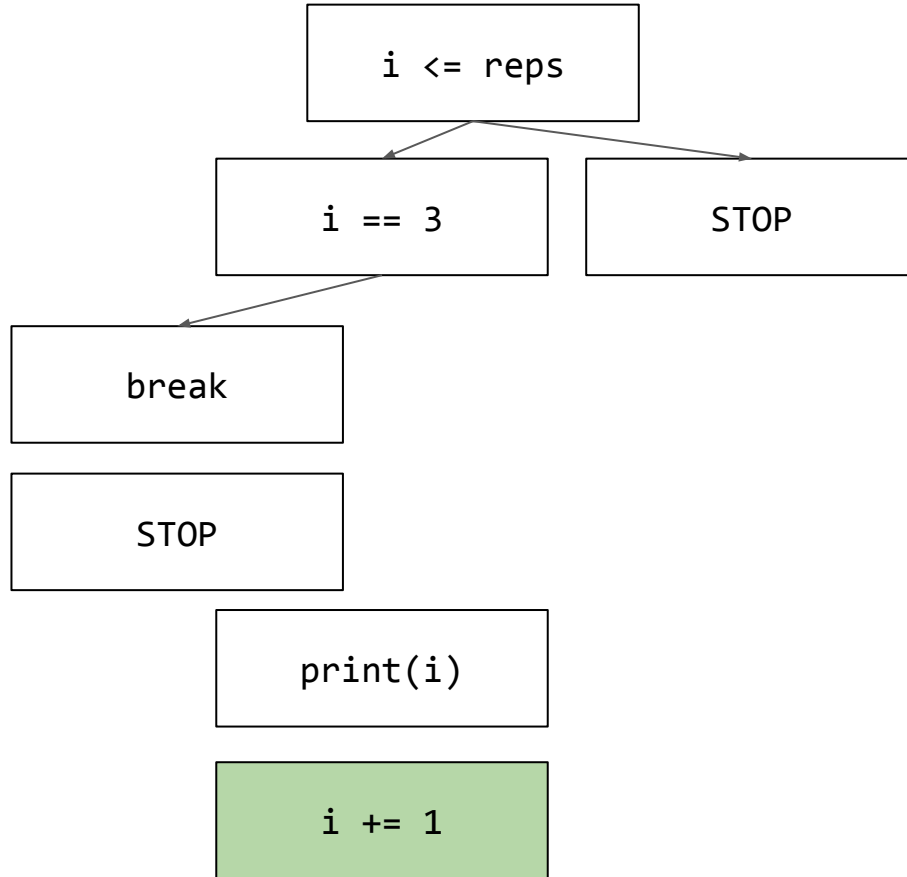 i <= reps
i == 3
STOP
break
STOP
print(i)
i += 1